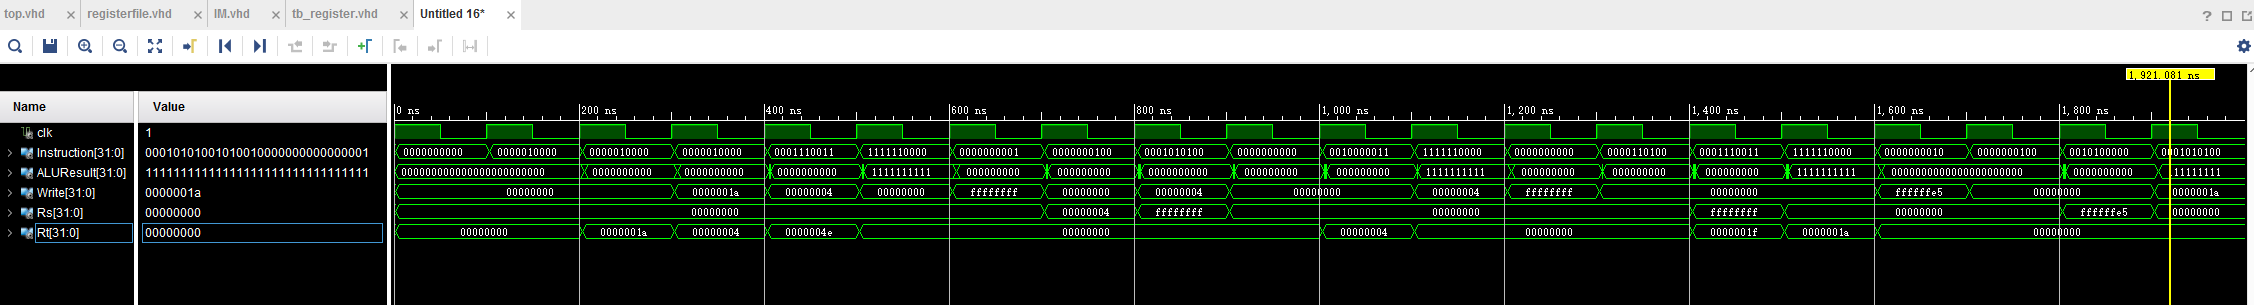 top.vhd × registerfile.vhd × IM.vhd × tb_register.vhd × Untitled 16* ×
? 
1,921.081 ns
Name Value
0 ns 200 ns 400 ns 600 ns 800 ns 1,000 ns 1,200 ns 1,400 ns 1,600 ns 1,800 ns
clk 1
Instruction[31:0] 00010101001010010000000000000001 0000000000 0000010000 0000010000 0000010000 0001110011 1111110000 0000000001 0000000100 0001010100 0000000000 0010000011 1111110000 0000000000 0000110100 0001110011 1111110000 0000000010 0000000100 0010100000 0001010100
ALUResult[31:0] 11111111111111111111111111111111 00000000000000000000000000 0000000000 0000000000 0000000000 1111111111 0000000000 0000000000 0000000000 0000000000 0000000000 1111111111 0000000000 0000000000 0000000000 1111111111 00000000000000000000000000 0000000000 11111111
Write[31:0] 0000001a 00000000 0000001a 00000004 00000000 ffffffff 00000000 00000004 00000000 00000004 ffffffff 00000000 ffffffe5 00000000 0000001a
Rs[31:0] 00000000 00000000 00000004 ffffffff 00000000 ffffffff 00000000 ffffffe5 00000000
Rt[31:0] 00000000 00000000 0000001a 00000004 0000004e 00000000 00000004 00000000 0000001f 0000001a 00000000